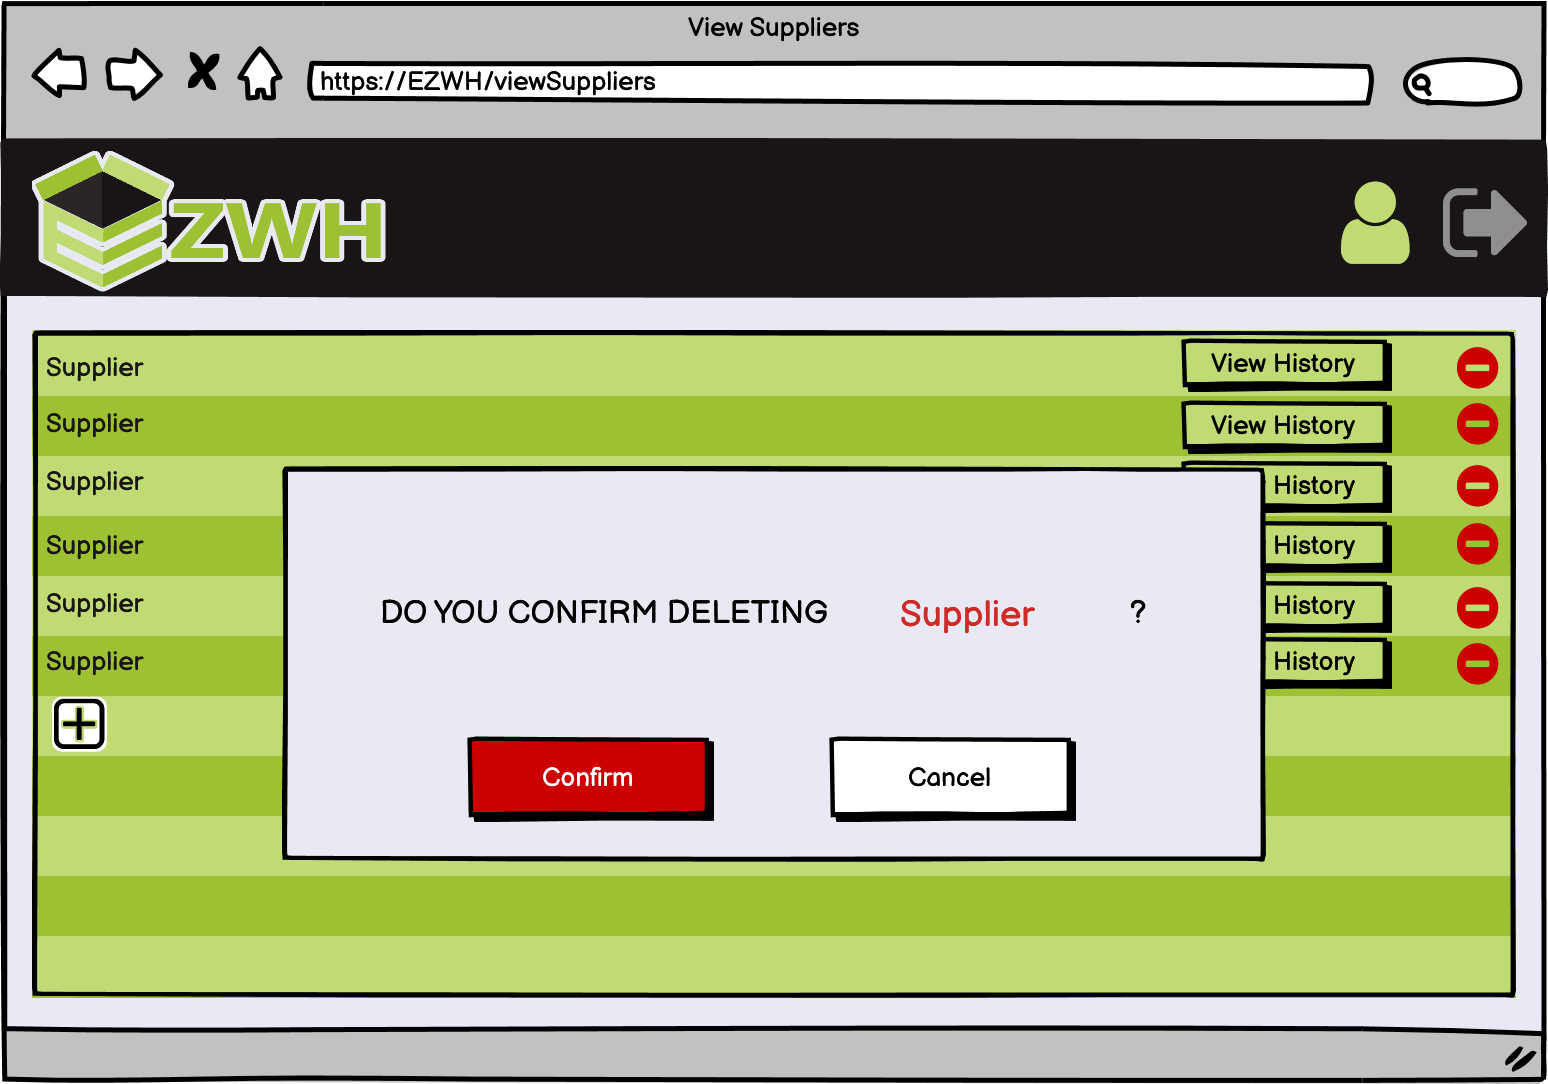 View Suppliers
https://EZWH/viewSuppliers
EZWH
Supplier View History
Supplier View History
Supplier History
Supplier History
Supplier History
Supplier History
DO YOU CONFIRM DELETING Supplier ?
Confirm Cancel